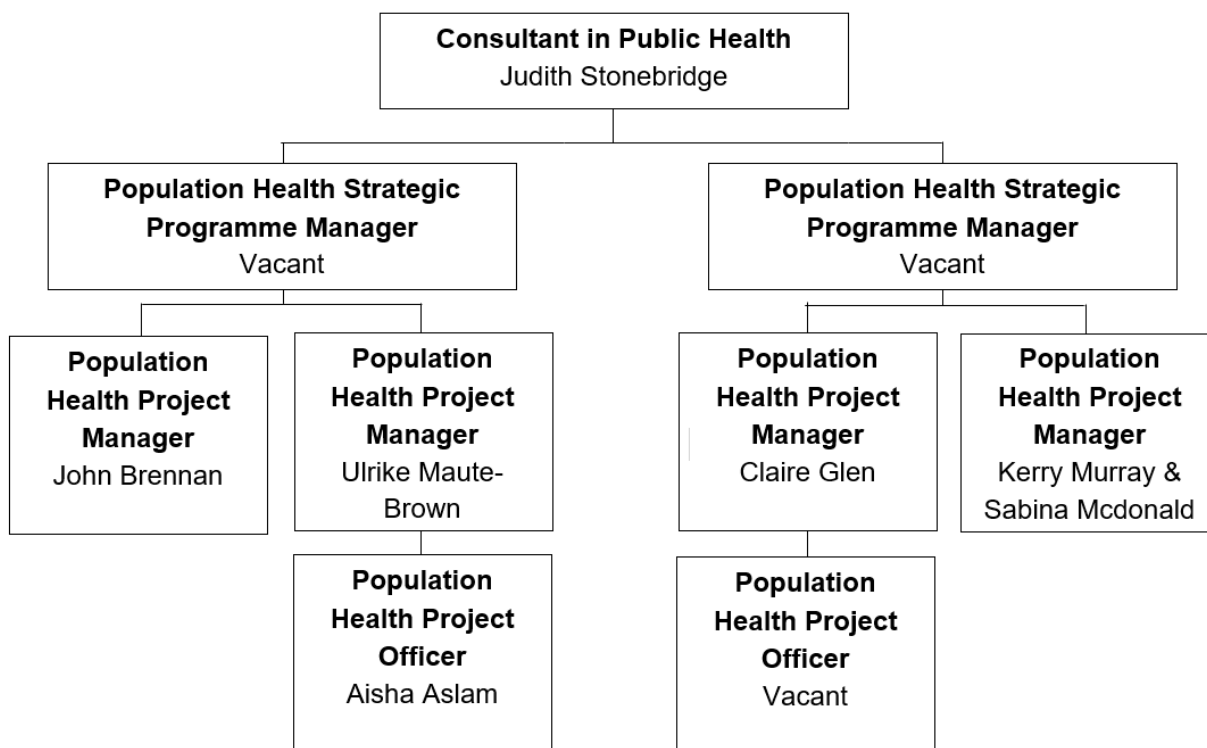 Consultant in Public Health
Judith Stonebridge
Population Health Strategic
Programme Manager
Vacant
Population Health Strategic
Programme Manager
Vacant
Population
Health Project
Manager
John Brennan
Population
Health Project
Manager
Ulrike Maute-
Brown
Population
Health Project
Manager
Claire Glen
Population
Health Project
Manager
Kerry Murray &
Sabina Mcdonald
Population
Health Project
Officer
Aisha Aslam
Population
Health Project
Officer
Vacant